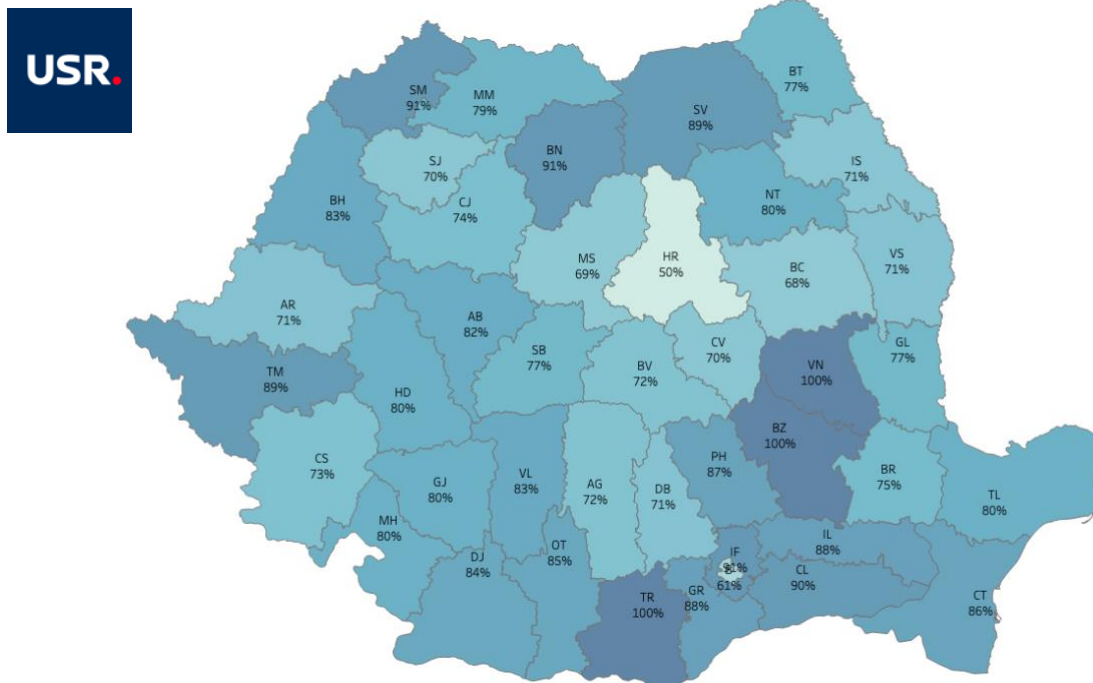 USR.
BT
77%
SM
91%
MM
79%
SV
89%
BN
91%
SJ
70%
IS
71%
CJ
74%
BH
83%
NT
80%
MS
69%
HR
50%
BC
68%
VS
71%
AR
71%
AB
82%
SB
77%
CV
70%
GL
77%
BV
72%
VN
100%
TM
89%
HD
80%
BZ
100%
CS
73%
PH
87%
BR
75%
VL
83%
AG
72%
DB
71%
GJ
80%
TL
80%
MH
80%
OT
85%
DJ
84%
IL
88%
IF
91%
61%
CL
90%
GR
88%
TR
100%
CT
86%